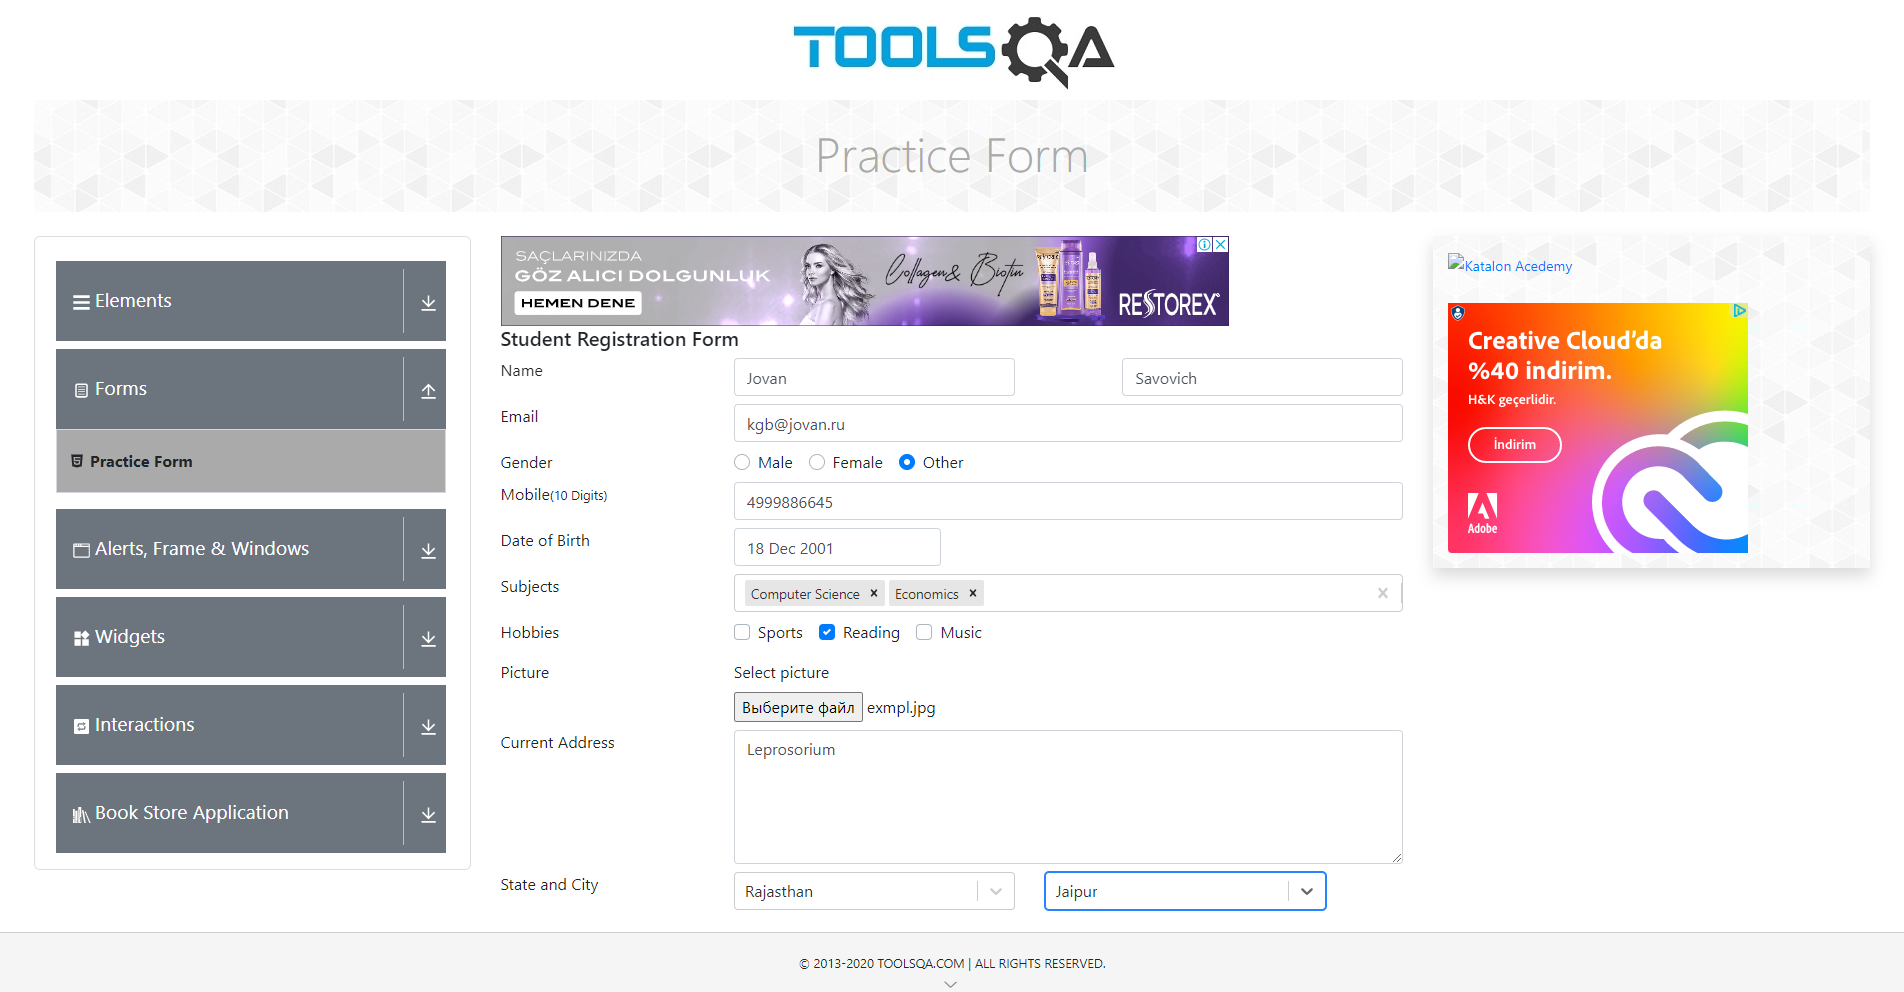 TOOLSQA
Practice Form
Elements
Forms
Practice Form
Alerts, Frame & Windows
Widgets
Interactions
Book Store Application
SAÇLARINIZDA
GÖZ ALICI DOLGUNLUK
HEMEN DENE
Collagen & Biotin
RESTOREX
Student Registration Form
Name
Jovan
Savovich
Email
kgb@jovan.ru
Gender
Male
Female
Other
Mobile(10 Digits)
4999886645
Date of Birth
18 Dec 2001
Subjects
Computer Science
Economics
Hobbies
Sports
Reading
Music
Picture
Select picture
Выберите файл exmpl.jpg
Current Address
Leprosorium
State and City
Rajasthan
Jaipur
Katalon Acedemy
Creative Cloud'da
%40 indirim.
H&K geçerlidir.
İndirim
Adobe
© 2013-2020 TOOLSQA.COM | ALL RIGHTS RESERVED.